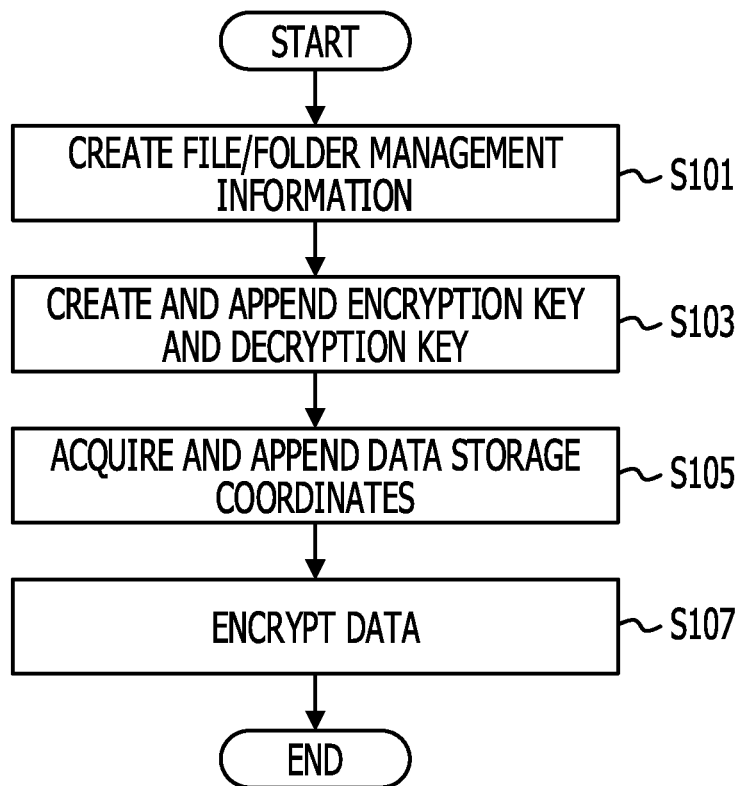 START
CREATE FILE/FOLDER MANAGEMENT
INFORMATION
S101
CREATE AND APPEND ENCRYPTION KEY
AND DECRYPTION KEY
S103
ACQUIRE AND APPEND DATA STORAGE
COORDINATES
S105
ENCRYPT DATA
S107
END